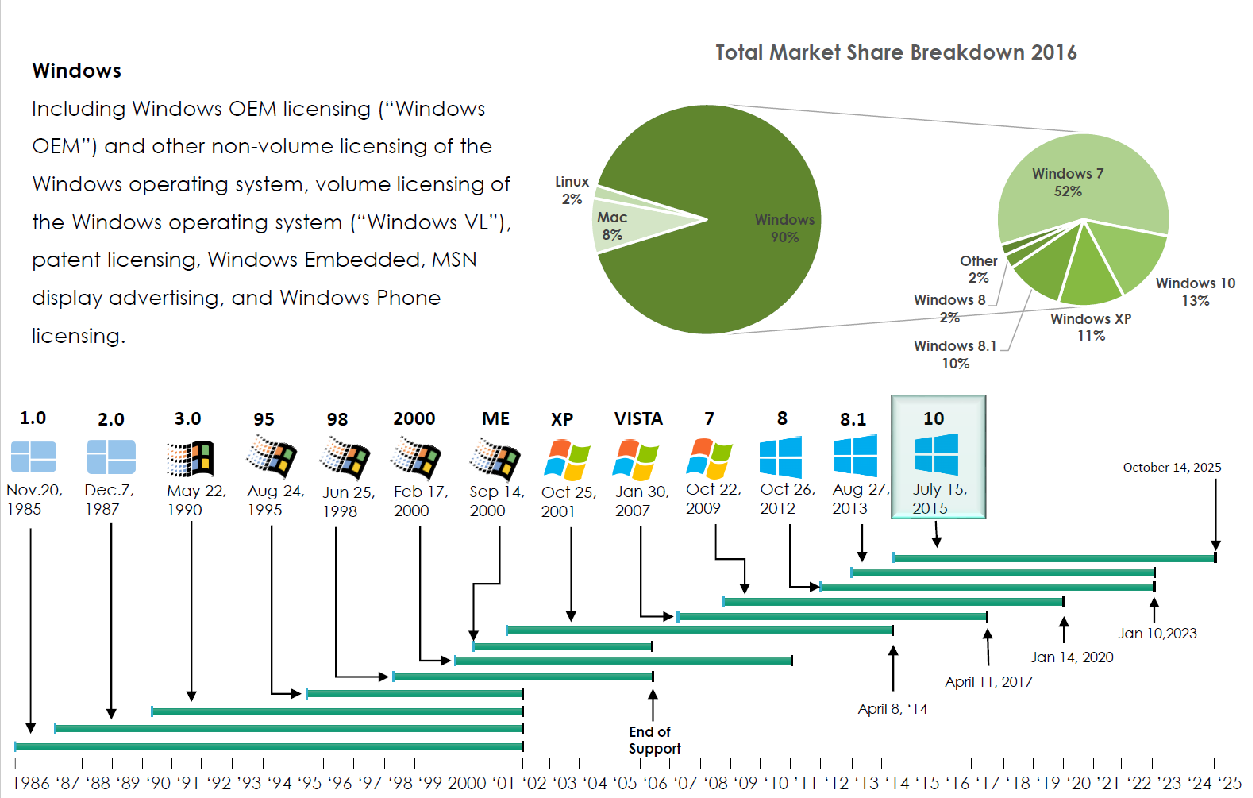 Total Market Share Breakdown 2016
Windows
Including Windows OEM licensing (“Windows
OEM”) and other non-volume licensing of the
Windows operating system, volume licensing of
the Windows operating system (“Windows VL”),
patent licensing, Windows Embedded, MSN
display advertising, and Windows Phone
licensing.
Linux
2%
Mac
8%
Windows
90%
Windows 7
52%
Other
2%
Windows 8
2%
Windows 8.1
10%
Windows XP
11%
Windows 10
13%
1.0 2.0 3.0 95 98 2000 ME XP VISTA 7 8 8.1 10
Nov.20, Dec.7, May 22, Aug 24, Jun 25, Feb 17, Sep 14, Oct 25, Jan 30, Oct 22, Oct 26, Aug 27, July 15,
1985 1987 1990 1995 1998 2000 2000 2001 2007 2009 2012 2013 2015
October 14, 2025
Jan 10,2023
Jan 14, 2020
April 11, 2017
April 8, ‘14
End of
Support
1986 ‘87 ‘88 ‘89 ‘90 ‘91 ‘92 ‘93 ‘94 ‘95 ‘96 ‘97 ‘98 ‘99 2000 ‘01 ‘02 ‘03 ‘04 ‘05 ‘06 ‘07 ‘08 ‘09 ‘10 ‘11 ‘12 ‘13 ‘14 ‘15 ‘16 ‘17 ‘18 ‘19 ‘20 ‘21 ‘22 ‘23 ‘24 ‘25